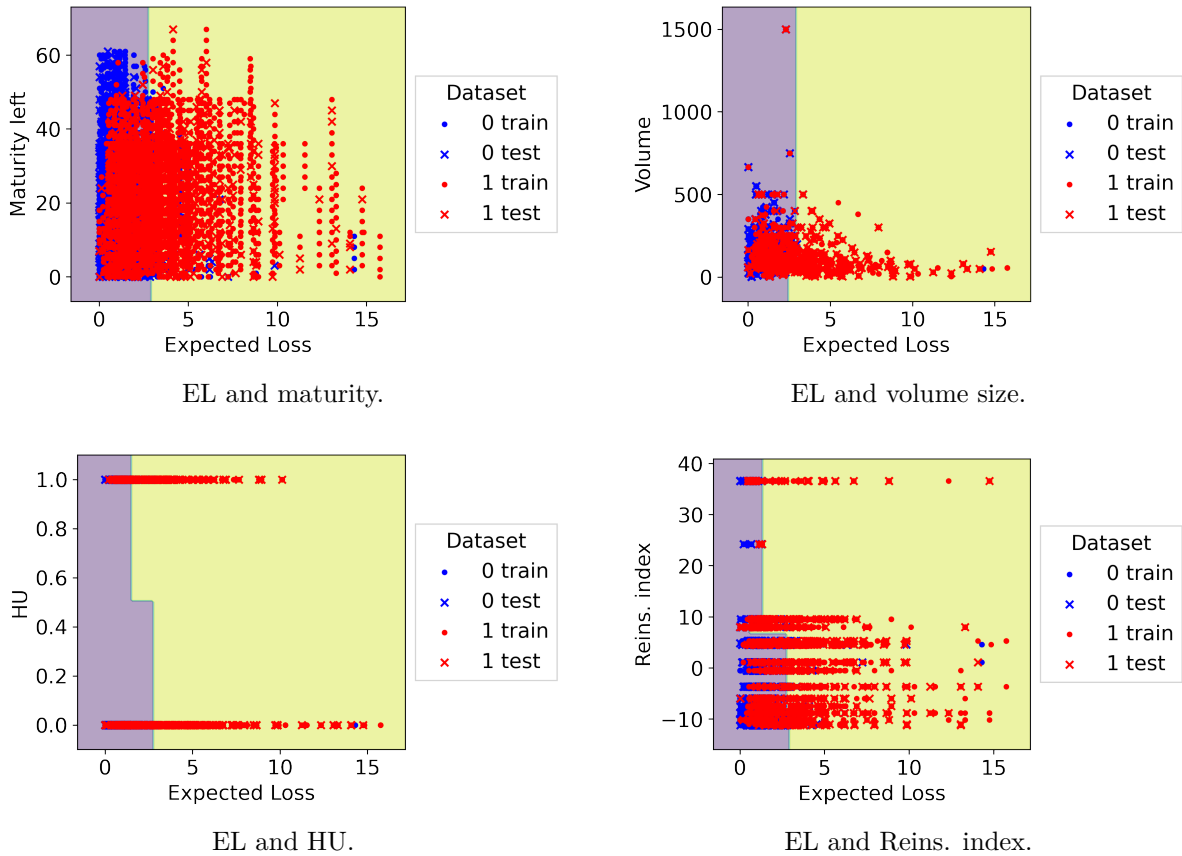 60
40
20
0
Maturity left
0 5 10 15
Expected Loss
Dataset
0 train
0 test
1 train
1 test
EL and maturity.
1500
1000
500
0
Volume
0 5 10 15
Expected Loss
Dataset
0 train
0 test
1 train
1 test
EL and volume size.
1.0
0.8
0.6
0.4
0.2
0.0
HU
0 5 10 15
Expected Loss
Dataset
0 train
0 test
1 train
1 test
EL and HU.
40
30
20
10
0
−10
Reins. index
0 5 10 15
Expected Loss
Dataset
0 train
0 test
1 train
1 test
EL and Reins. index.